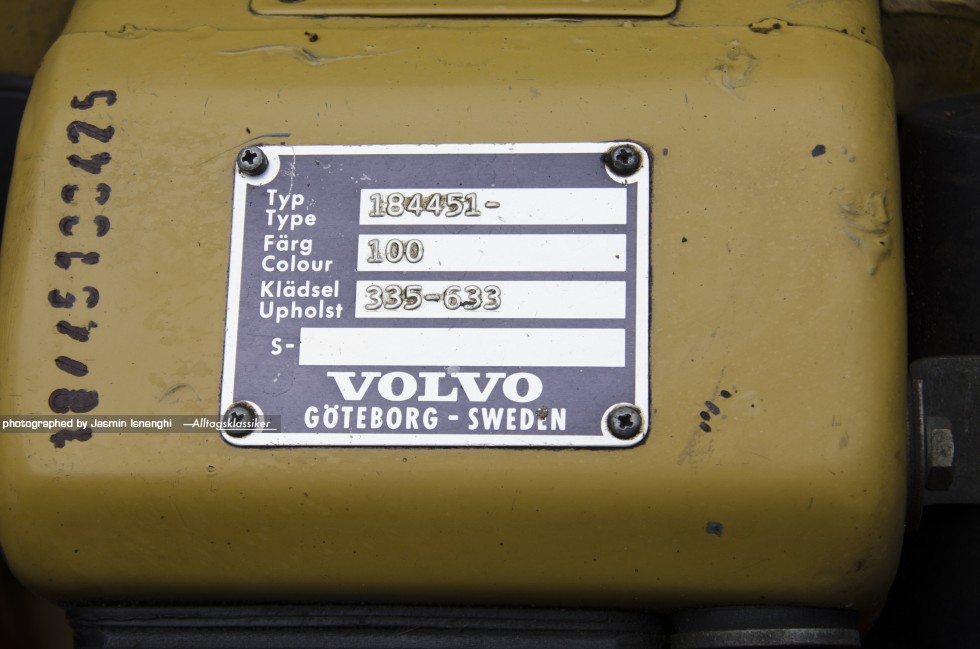 Typ
Type 184451-
Färg
Colour 100
Klädsel
Upholst 335-633
S-
VOLVO
GÖTEBORG - SWEDEN
photographed by Jasmin Isnenghi —Alltagsklassiker